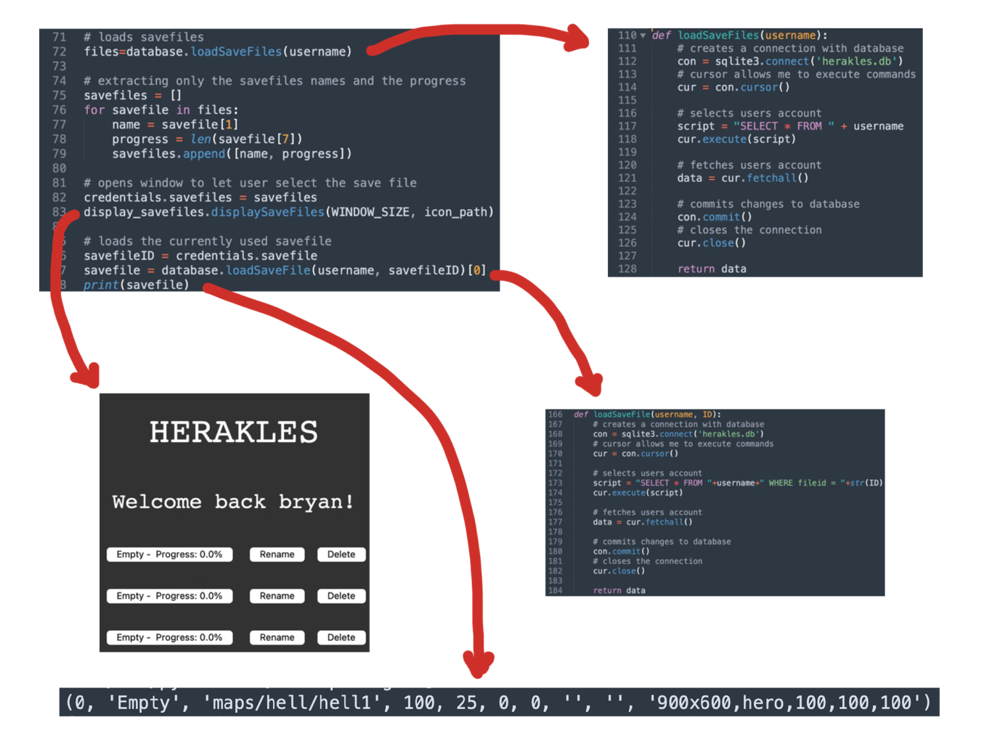 71 # loads savefiles
72 files=database.loadSaveFiles(username)
73
74 # extracting only the savefiles names and the progress
75 savefiles = []
76 for savefile in files:
77 name = savefile[1]
78 progress = len(savefile[7])
79 savefiles.append([name, progress])
80
81 # opens window to let user select the save file
82 credentials.savefiles = savefiles
83 display_savefiles.displaySaveFiles(WINDOW_SIZE, icon_path)
8
5 # loads the currently used savefile
6 savefileID = credentials.savefile
7 savefile = database.loadSaveFile(username, savefileID)[0]
8 print(savefile)
110 def loadSaveFiles(username):
111 # creates a connection with database
112 con = sqlite3.connect('herakles.db')
113 # cursor allows me to execute commands
114 cur = con.cursor()
115
116 # selects users account
117 script = "SELECT * FROM " + username
118 cur.execute(script)
119
120 # fetches users account
121 data = cur.fetchall()
122
123 # commits changes to database
124 con.commit()
125 # closes the connection
126 cur.close()
127
128 return data
HERAKLES
Welcome back bryan!
Empty - Progress: 0.0% Rename Delete
Empty - Progress: 0.0% Rename Delete
Empty - Progress: 0.0% Rename Delete
166 def loadSaveFile(username, ID):
167 # creates a connection with database
168 con = sqlite3.connect('herakles.db')
169 # cursor allows me to execute commands
170 cur = con.cursor()
171
172 # selects users account
173 script = "SELECT * FROM "+username+" WHERE fileid = "+str(ID)
174 cur.execute(script)
175
176 # fetches users account
177 data = cur.fetchall()
178
179 # commits changes to database
180 con.commit()
181 # closes the connection
182 cur.close()
183
184 return data
(0, 'Empty', 'maps/hell/hell1', 100, 25, 0, 0, '', '', '900x600,hero,100,100,100')